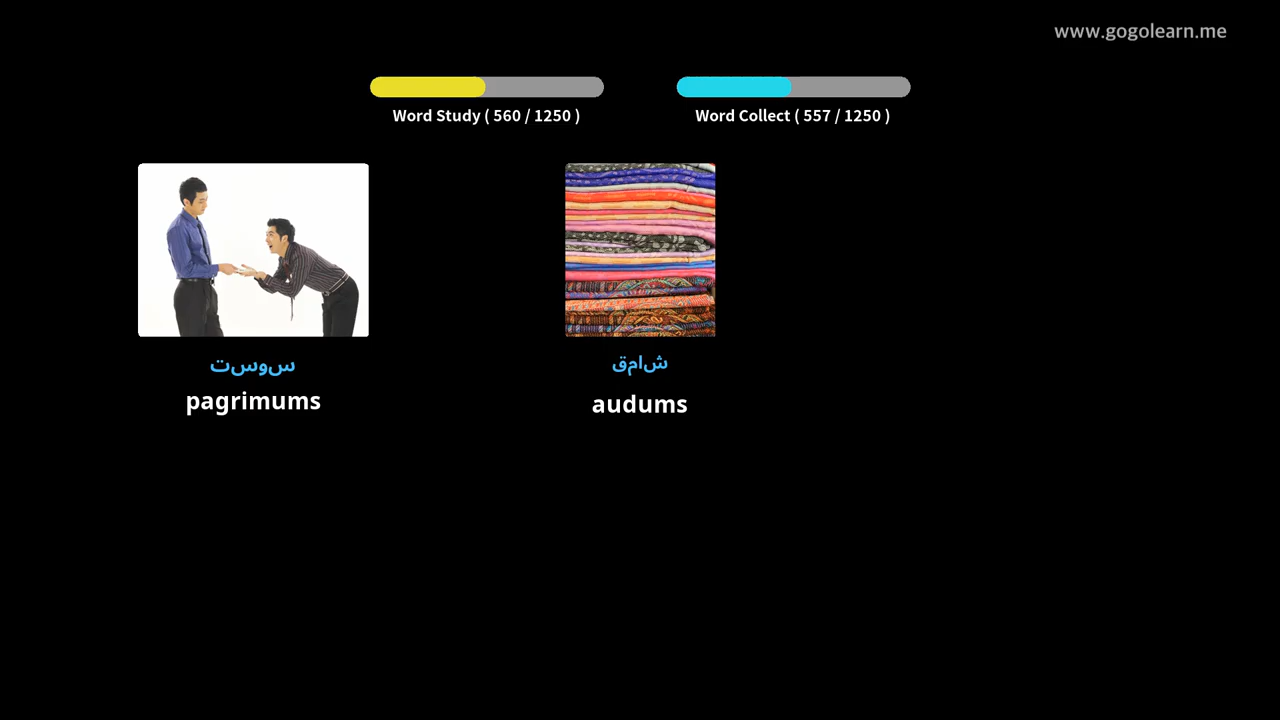 www.gogolearn.me
Word Study ( 560 / 1250 )
Word Collect ( 557 / 1250 )
سوست
شامق
pagrimums
audums